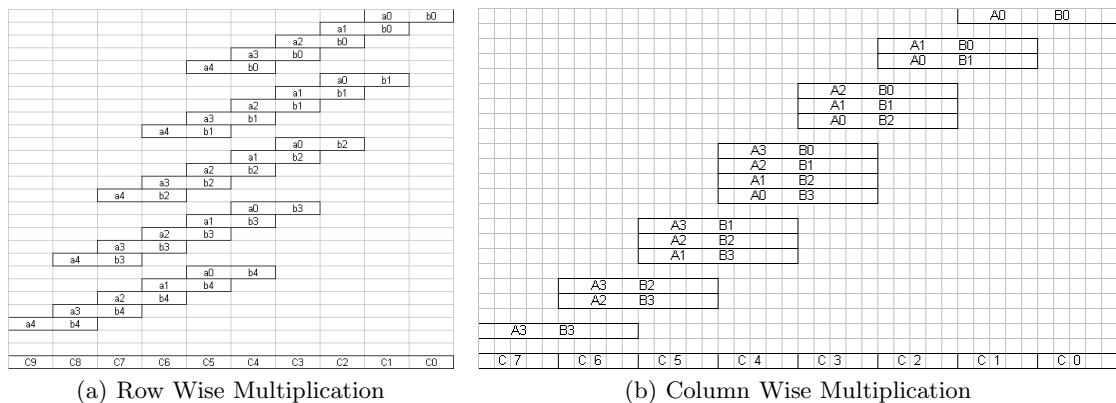 a0 b0
a1 b0
a2 b0
a3 b0
a4 b0
a0 b1
a1 b1
a2 b1
a3 b1
a4 b1
a0 b2
a1 b2
a2 b2
a3 b2
a4 b2
a0 b3
a1 b3
a2 b3
a3 b3
a4 b3
a0 b4
a1 b4
a2 b4
a3 b4
a4 b4
C9 C8 C7 C6 C5 C4 C3 C2 C1 C0
(a) Row Wise Multiplication
A0 B0
A1 B0
A0 B1
A2 B0
A1 B1
A0 B2
A3 B0
A2 B1
A1 B2
A0 B3
A3 B1
A2 B2
A1 B3
A3 B2
A2 B3
A3 B3
C 7 C 6 C 5 C 4 C 3 C 2 C 1 C 0
(b) Column Wise Multiplication